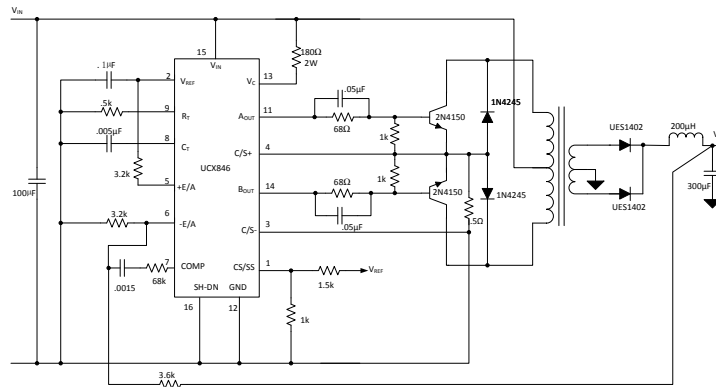 VIN
15
VIN
180Ω
2W
.1µF
2
VREF
VC
13
.5k
9
RT
AOUT
11
.05µF
68Ω
2N4150
1N4245
.005µF
8
CT
C/S+
4
1k
UCX846
3.2k
5
+E/A
BOUT
14
68Ω
1k
2N4150
1N4245
.05µF
.5Ω
UES1402
UES1402
200µH
V
300µF
100µF
3.2k
6
-E/A
C/S-
3
7
COMP
.0015
68k
CS/SS
1
VREF
1.5k
1k
SH-DN
GND
16
12
3.6k